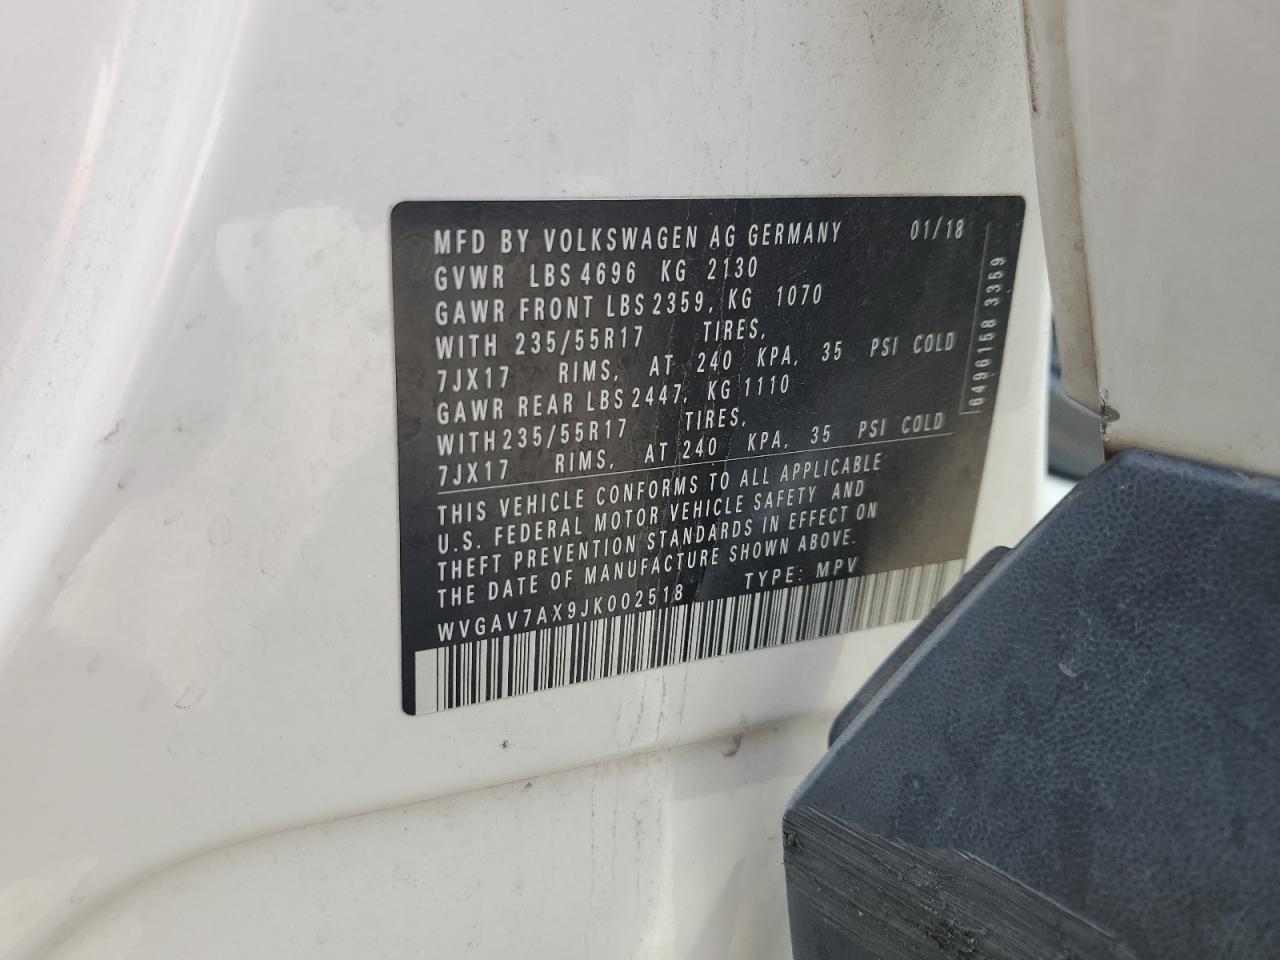 MFD BY VOLKSWAGEN AG GERMANY 01/18
GVWR LBS 4696 KG 2130
GAWR FRONT LBS 2359, KG 1070
WITH 235/55R17 TIRES,
7JX17 RIMS, AT 240 KPA, 35 PSI COLD
GAWR REAR LBS 2447, KG 1110
WITH 235/55R17 TIRES,
7JX17 RIMS, AT 240 KPA, 35 PSI COLD
THIS VEHICLE CONFORMS TO ALL APPLICABLE
U.S. FEDERAL MOTOR VEHICLE SAFETY AND
THEFT PREVENTION STANDARDS IN EFFECT ON
THE DATE OF MANUFACTURE SHOWN ABOVE.
WVGAV7AX9JK002518 TYPE: MPV
6496158 3359